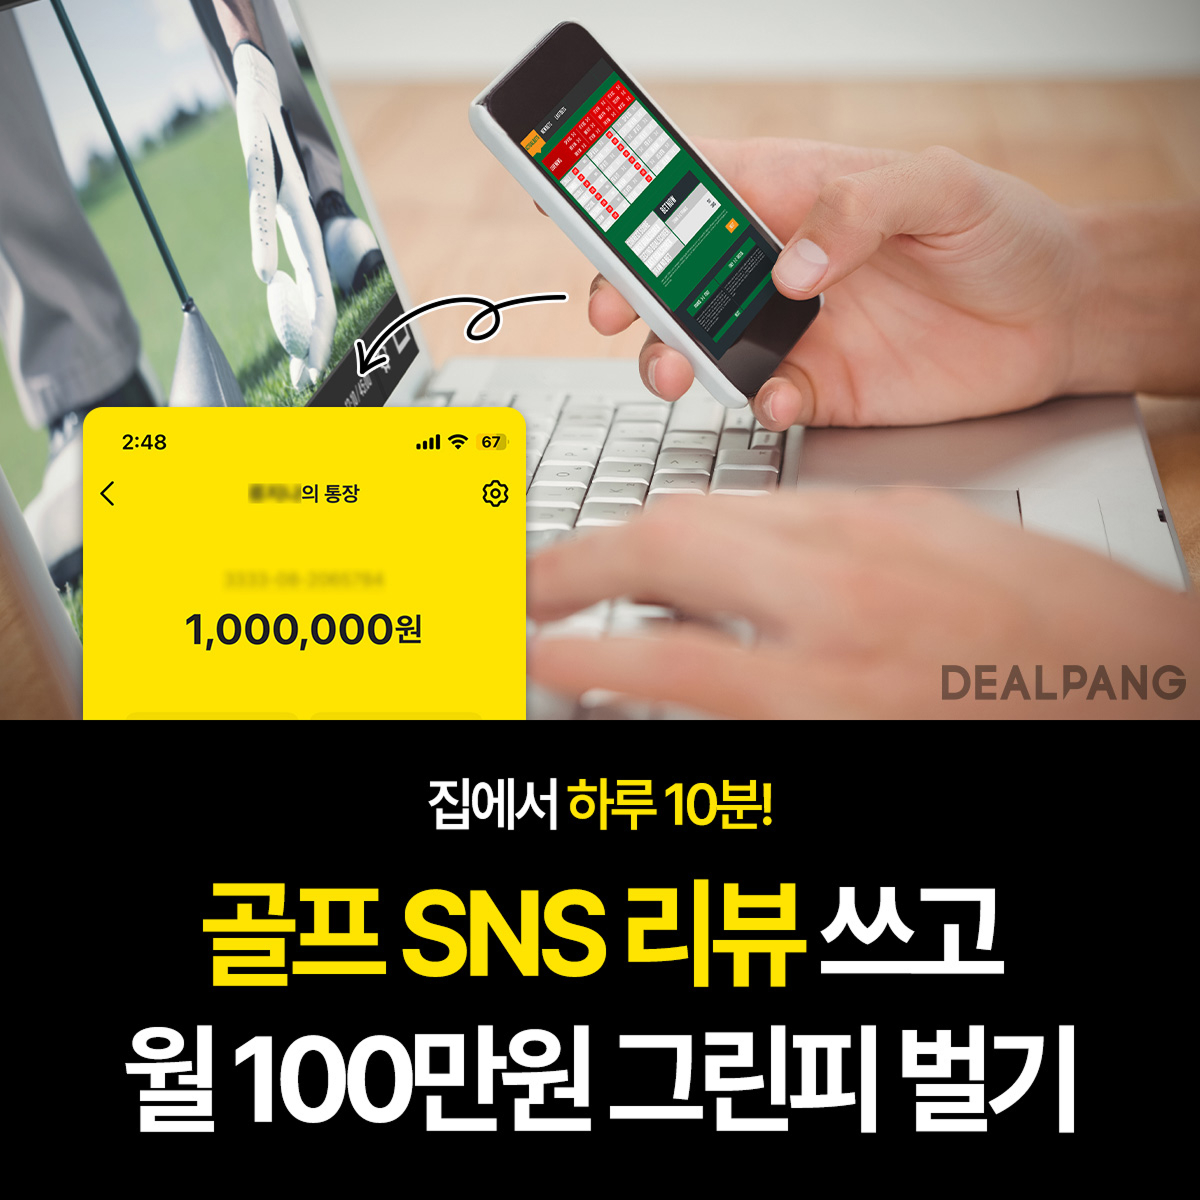 BET NOW
2:48
67
의 통장
1,000,000원
DEALPANG
집에서 하루 10분!
골프 SNS 리뷰 쓰고
월 100만원 그린피 벌기